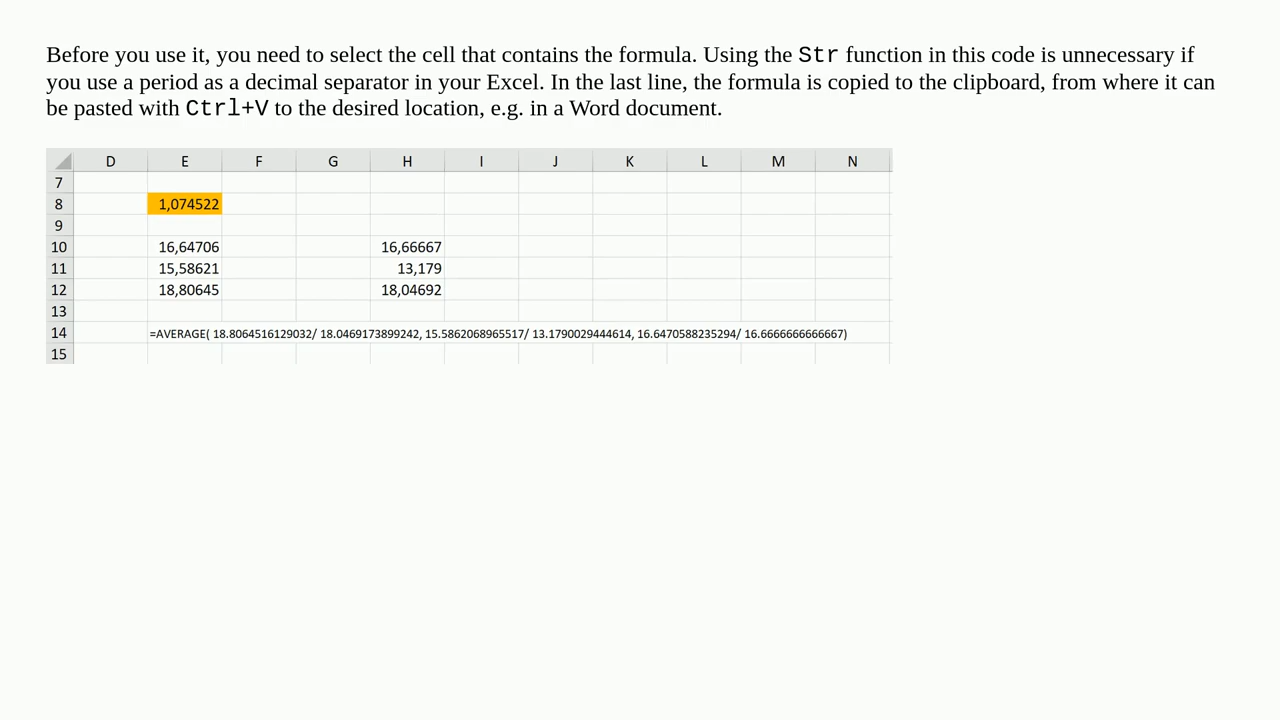 Before you use it, you need to select the cell that contains the formula. Using the Str function in this code is unnecessary if
you use a period as a decimal separator in your Excel. In the last line, the formula is copied to the clipboard, from where it can
be pasted with Ctrl+V to the desired location, e.g. in a Word document.
D E F G H I J K L M N
7
8 1,074522
9
10 16,64706 16,66667
11 15,58621 13,179
12 18,80645 18,04692
13
14 =AVERAGE( 18.8064516129032/ 18.0469173899242, 15.5862068965517/ 13.1790029444614, 16.6470588235294/ 16.6666666666667)
15